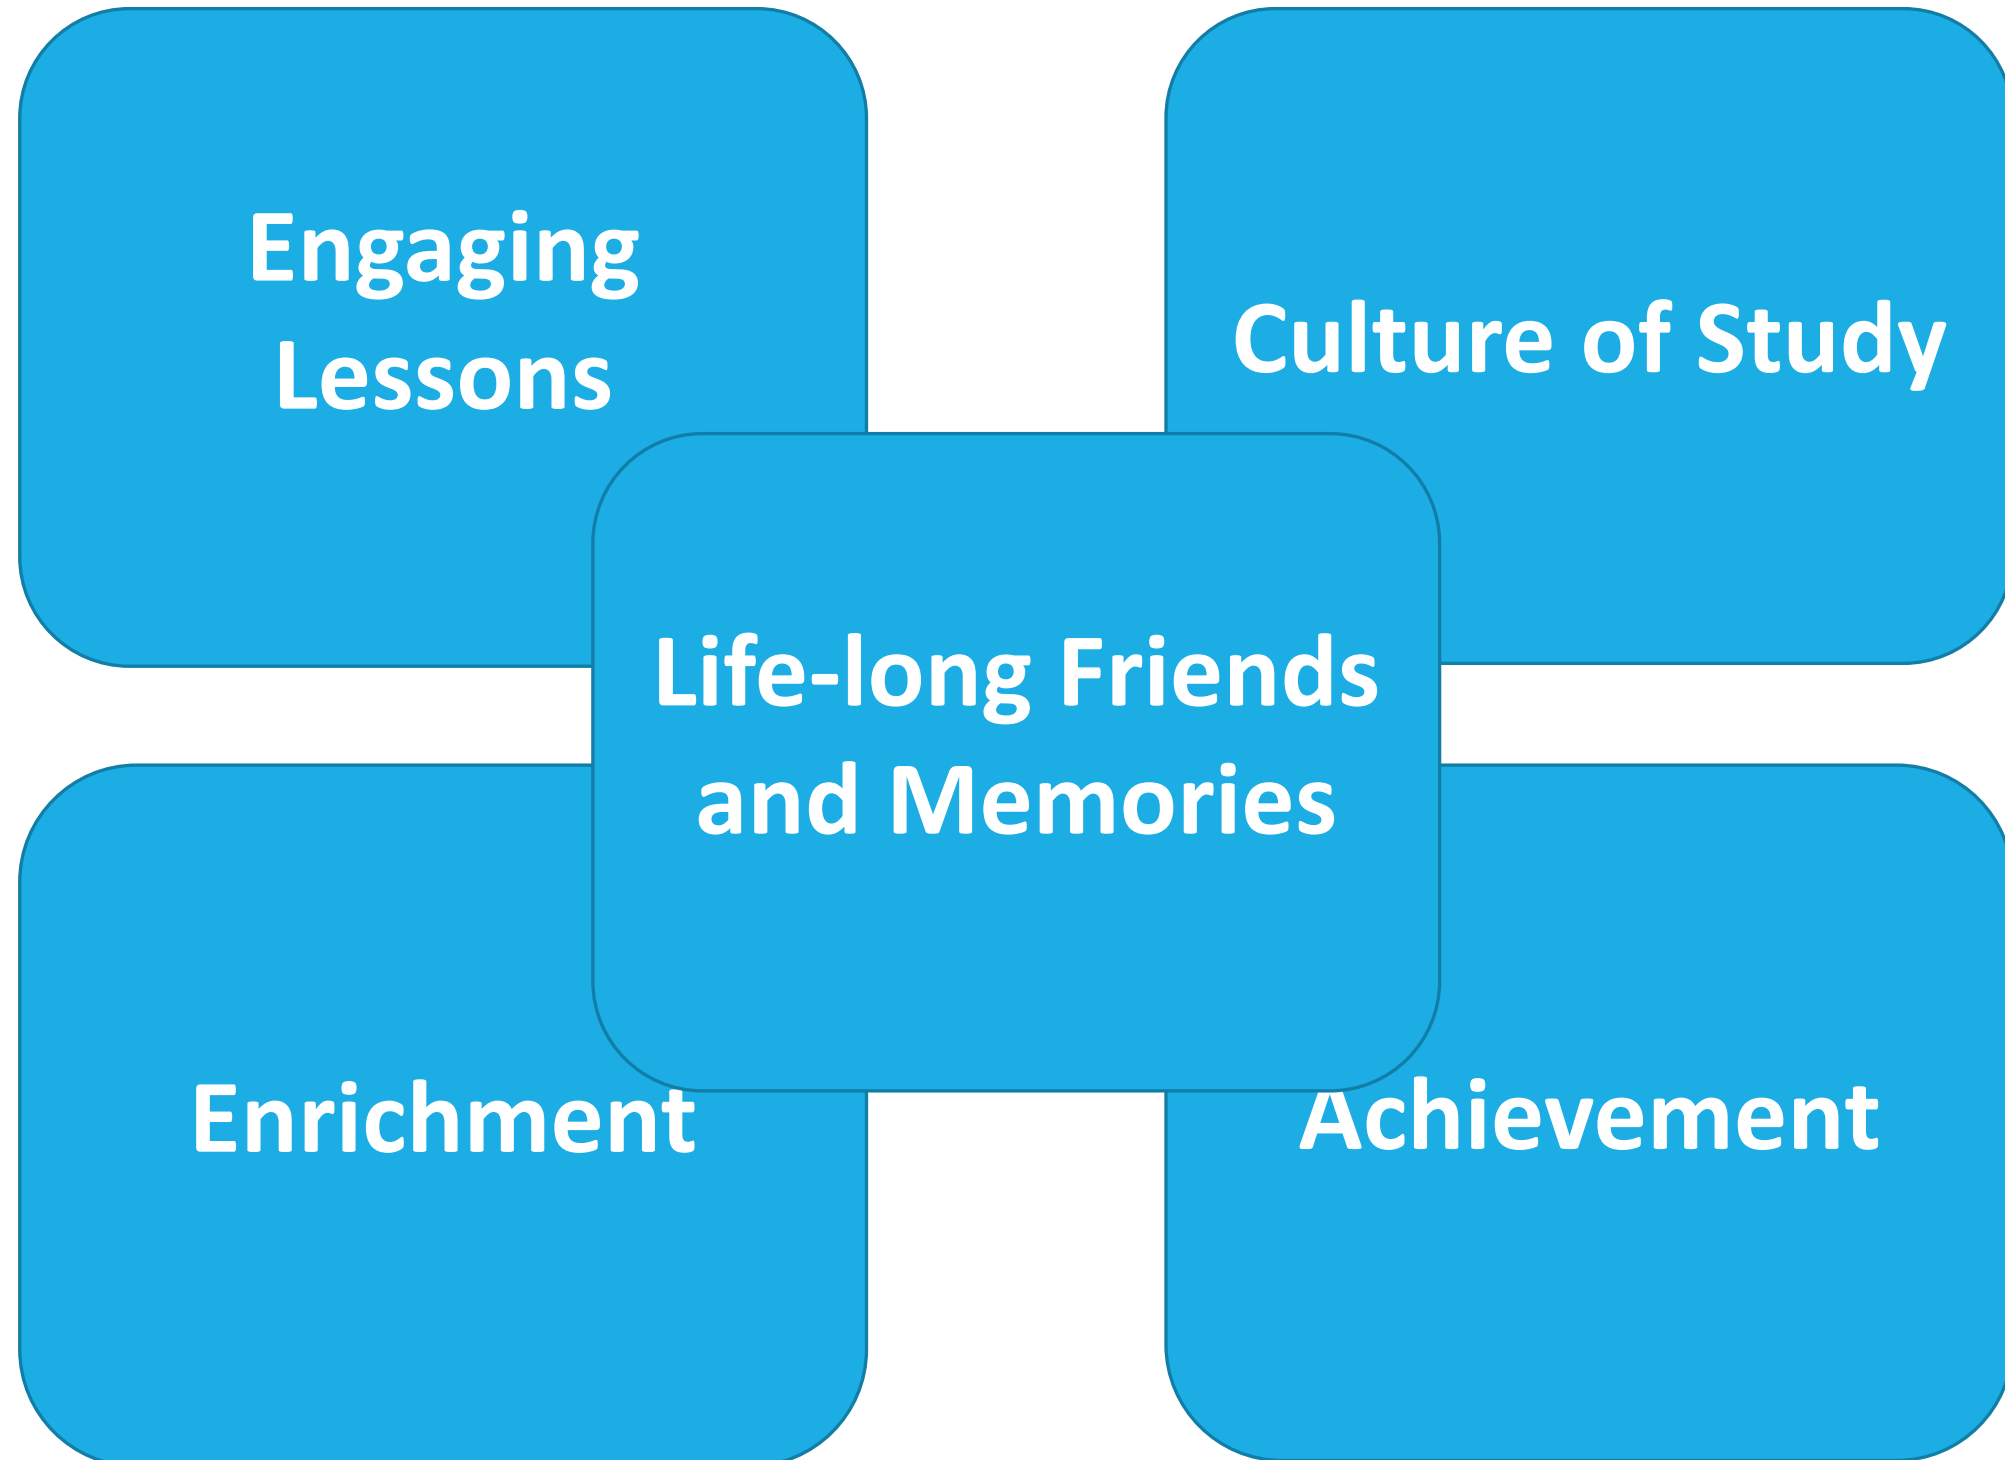 Engaging
Lessons
Culture of Study
Life-long Friends
and Memories
Enrichment
Achievement